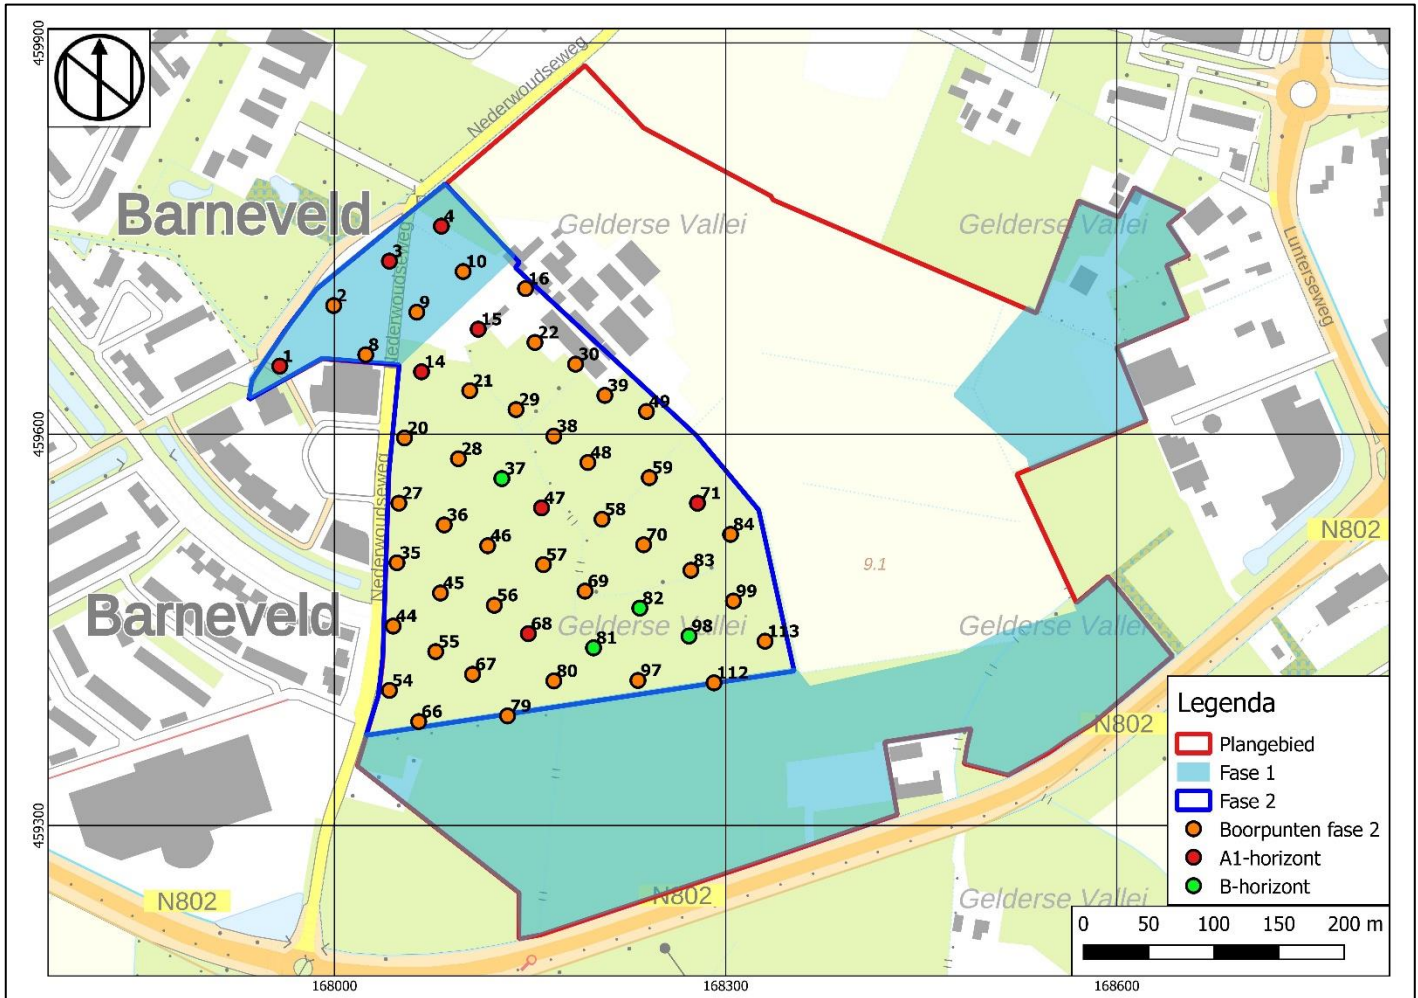 459900
Nederwoudseweg
Barneveld
Gelderse Vallei
Gelderse Vallei
Lunterseweg
Nederwoudseweg
4
3
10
16
2
9
15
22
8
30
1
14
21
39
29
49
459600
20
38
28
48
37
59
27
47
71
36
58
84
N802
46
70
Nederwoudseweg
35
57
83
9.1
45
69
99
56
82
Barneveld
44
68
Gelderse Vallei
98
113
Gelderse Vallei
55
81
67
80
97
112
54
79
66
N802
459300
N802
N802
Gelderse Vallei
Legenda
Plangebied
Fase 1
Fase 2
Boorpunten fase 2
A1-horizont
B-horizont
0 50 100 150 200 m
168000 168300 168600